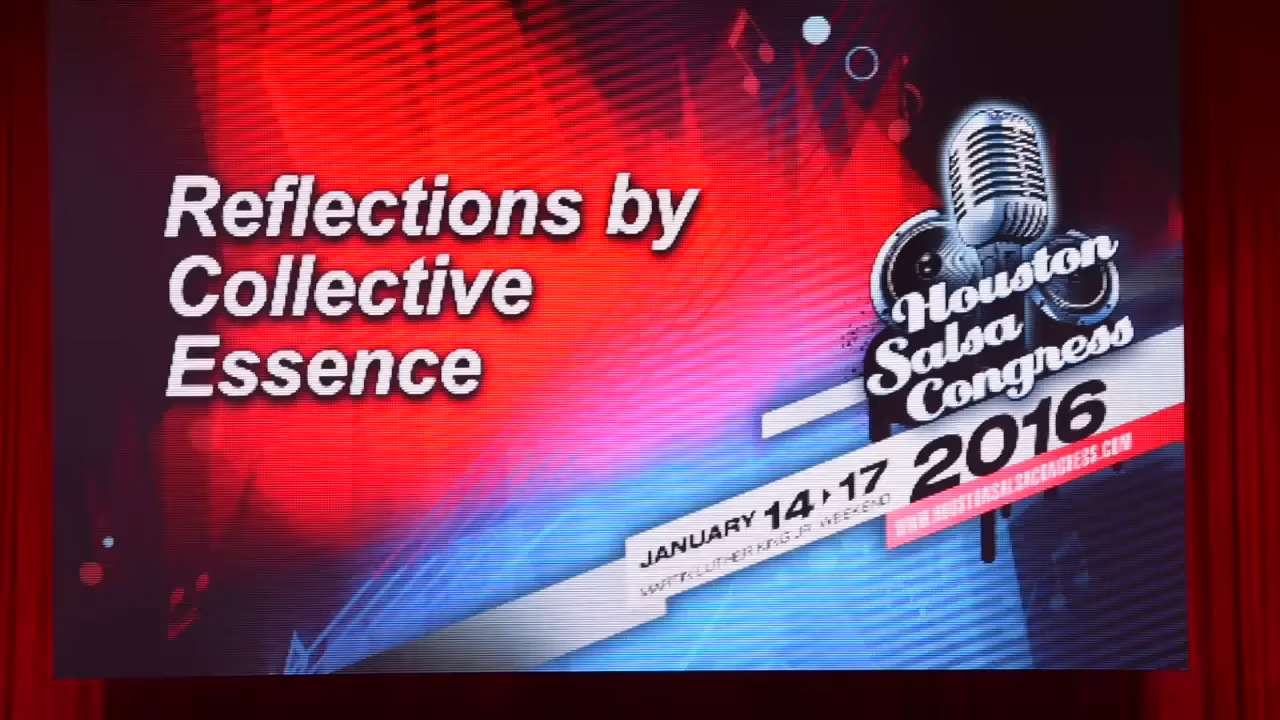 Reflections by
Collective
Essence
Houston
Salsa
Congress
2016
JANUARY 14 ▸ 17
MARTIN LUTHER KING JR. WEEKEND
WWW.HOUSTONSALSACONGRESS.COM